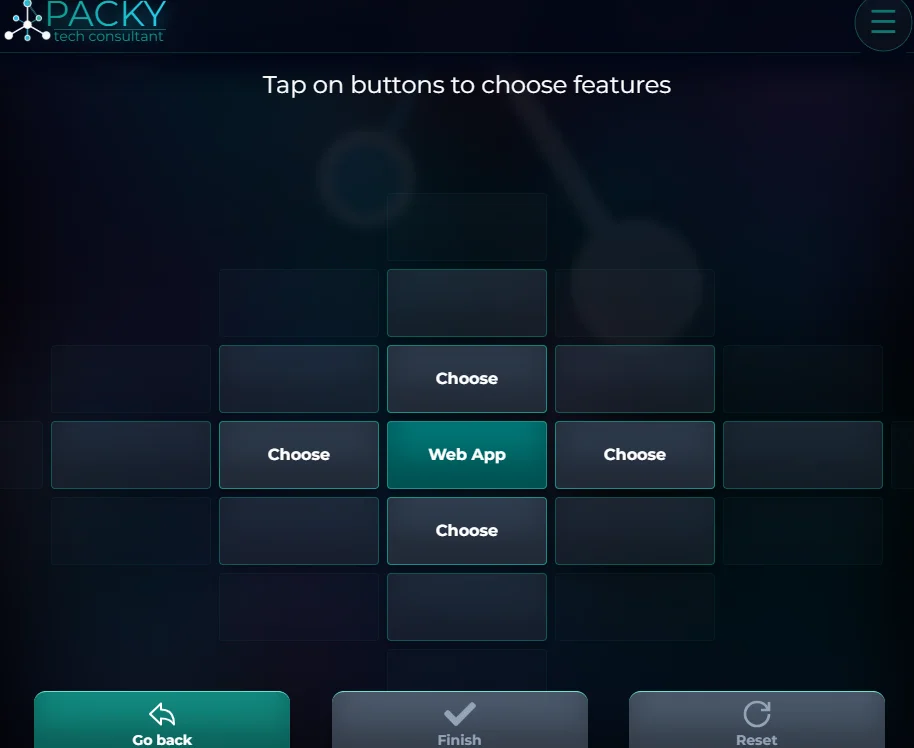 PACKY
tech consultant
Tap on buttons to choose features
Choose
Choose
Web App
Choose
Choose
Go back
Finish
Reset